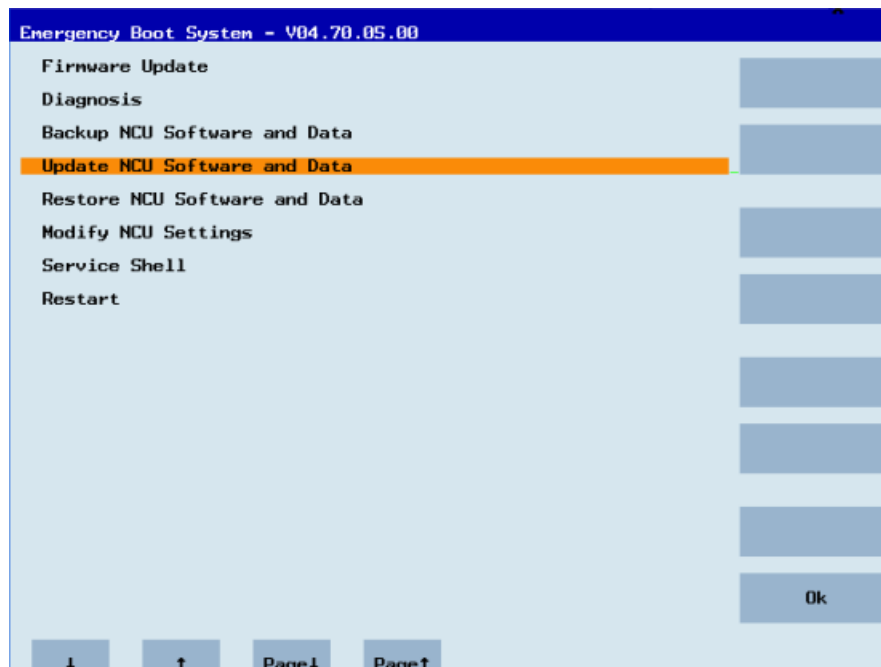 Emergency Boot System - V04.70.05.00
Firmware Update
Diagnosis
Backup NCU Software and Data
Update NCU Software and Data
Restore NCU Software and Data
Modify NCU Settings
Service Shell
Restart
Ok
↓ ↑ Page↓ Page↑